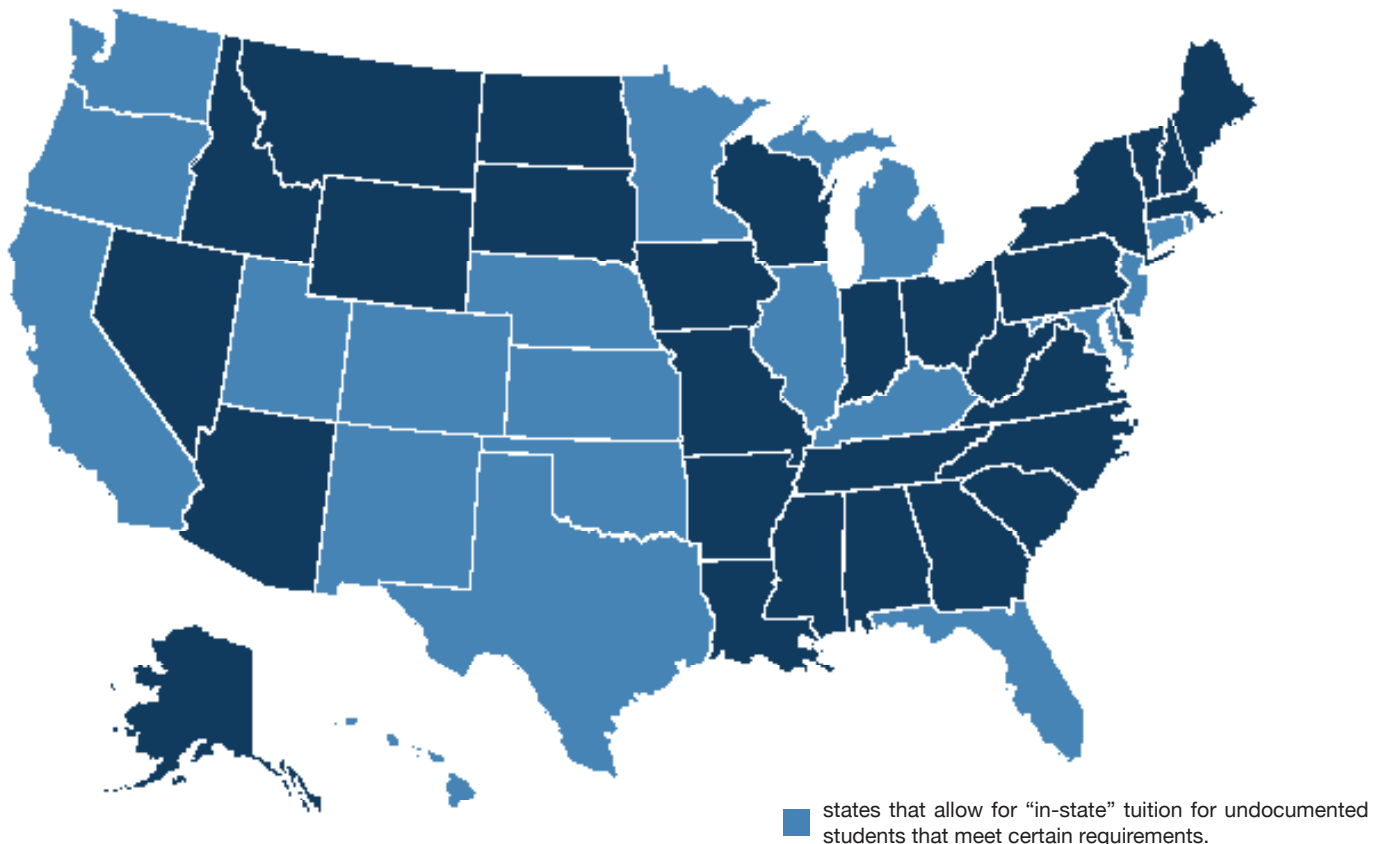 states that allow for “in-state” tuition for undocumented
students that meet certain requirements.